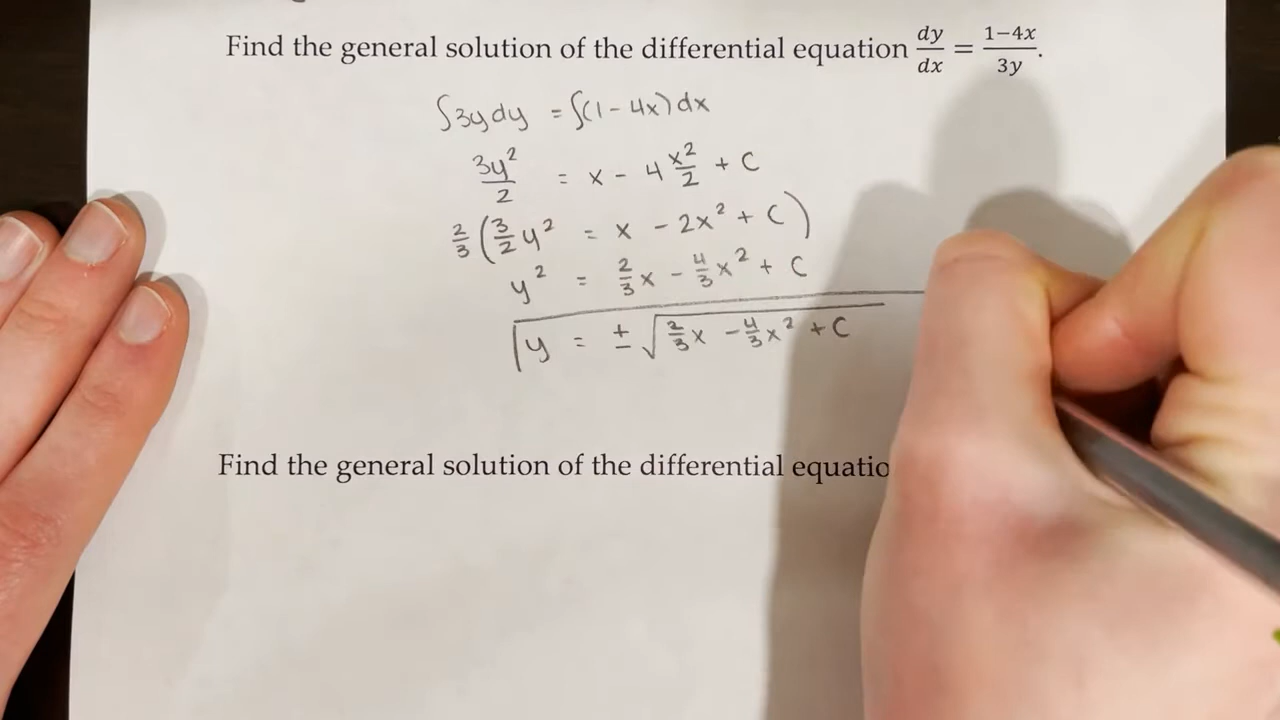 Find the general solution of the differential equation dy/dx = (1−4x)/(3y).
∫3y dy = ∫(1 - 4x) dx
3y²/2 = x - 4 x²/2 + C
2/3 (3/2 y² = x - 2x² + C)
y² = 2/3 x - 4/3 x² + C
y = ± √(2/3 x - 4/3 x² + C)
Find the general solution of the differential